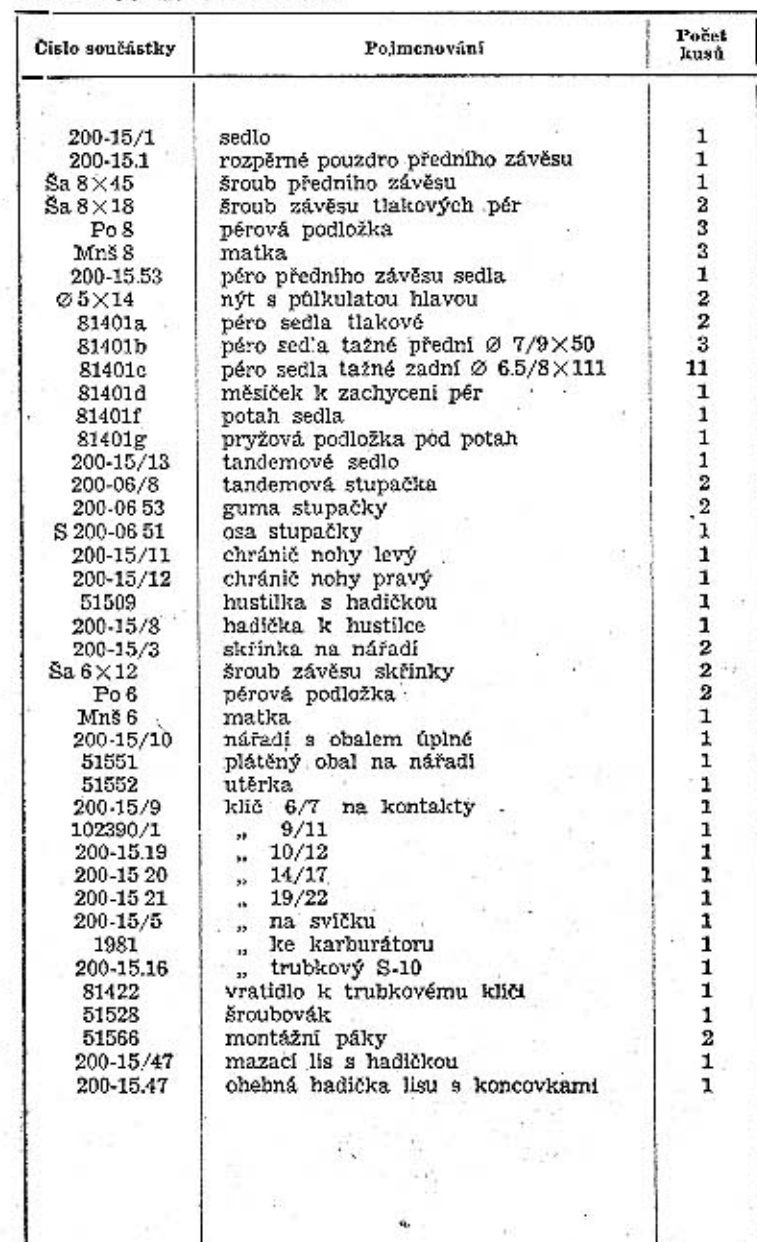 Číslo součástky Pojmenování Počet kusů
200-15/1 sedlo 1
200-15.1 rozpěrné pouzdro předního závěsu 1
Ša 8×45 šroub předního závěsu 1
Ša 8×18 šroub závěsu tlakových pér 2
Po 8 pérová podložka 3
Mnš 8 matka 3
200-15.53 péro předního závěsu sedla 1
Ø 5×14 nýt s půlkulatou hlavou 2
81401a péro sedla tlakové 2
81401b péro sedla tažné přední Ø 7/9×50 3
81401c péro sedla tažné zadní Ø 6.5/8×111 11
81401d měsíček k zachycení pér 1
81401f potah sedla 1
81401g pryžová podložka pod potah 1
200-15/13 tandemové sedlo 1
200-06/8 tandemová stupačka 2
200-06 53 guma stupačky 2
S 200-06 51 osa stupačky 1
200-15/11 chránič nohy levý 1
200-15/12 chránič nohy pravý 1
51509 hustilka s hadičkou 1
200-15/8 hadička k hustilce 1
200-15/3 skřínka na nářadí 2
Ša 6×12 šroub závěsu skřínky 2
Po 6 pérová podložka 2
Mnš 6 matka 1
200-15/10 nářadí s obalem úplné 1
51551 plátěný obal na nářadí 1
51552 utěrka 1
200-15/9 klíč 6/7 na kontakty 1
102390/1 „ 9/11 1
200-15.19 „ 10/12 1
200-15 20 „ 14/17 1
200-15 21 „ 19/22 1
200-15/5 „ na svíčku 1
1981 „ ke karburátoru 1
200-15.16 „ trubkový S-10 1
81422 vratidlo k trubkovému klíči 1
51528 šroubovák 1
51566 montážní páky 2
200-15/47 mazací lis s hadičkou 1
200-15.47 ohebná hadička lisu s koncovkami 1